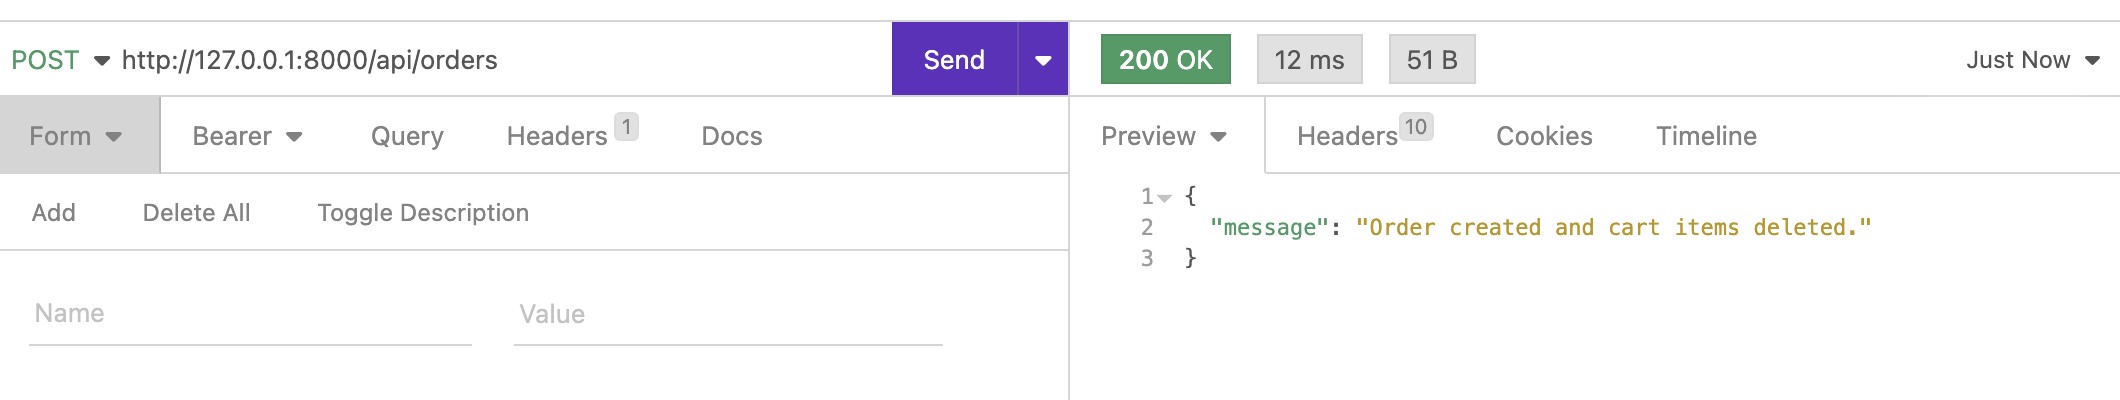 POST http://127.0.0.1:8000/api/orders Send 200 OK 12 ms 51 B Just Now
Form Bearer Query Headers 1 Docs Preview Headers 10 Cookies Timeline
Add Delete All Toggle Description
1 {
2 "message": "Order created and cart items deleted."
3 }
Name Value